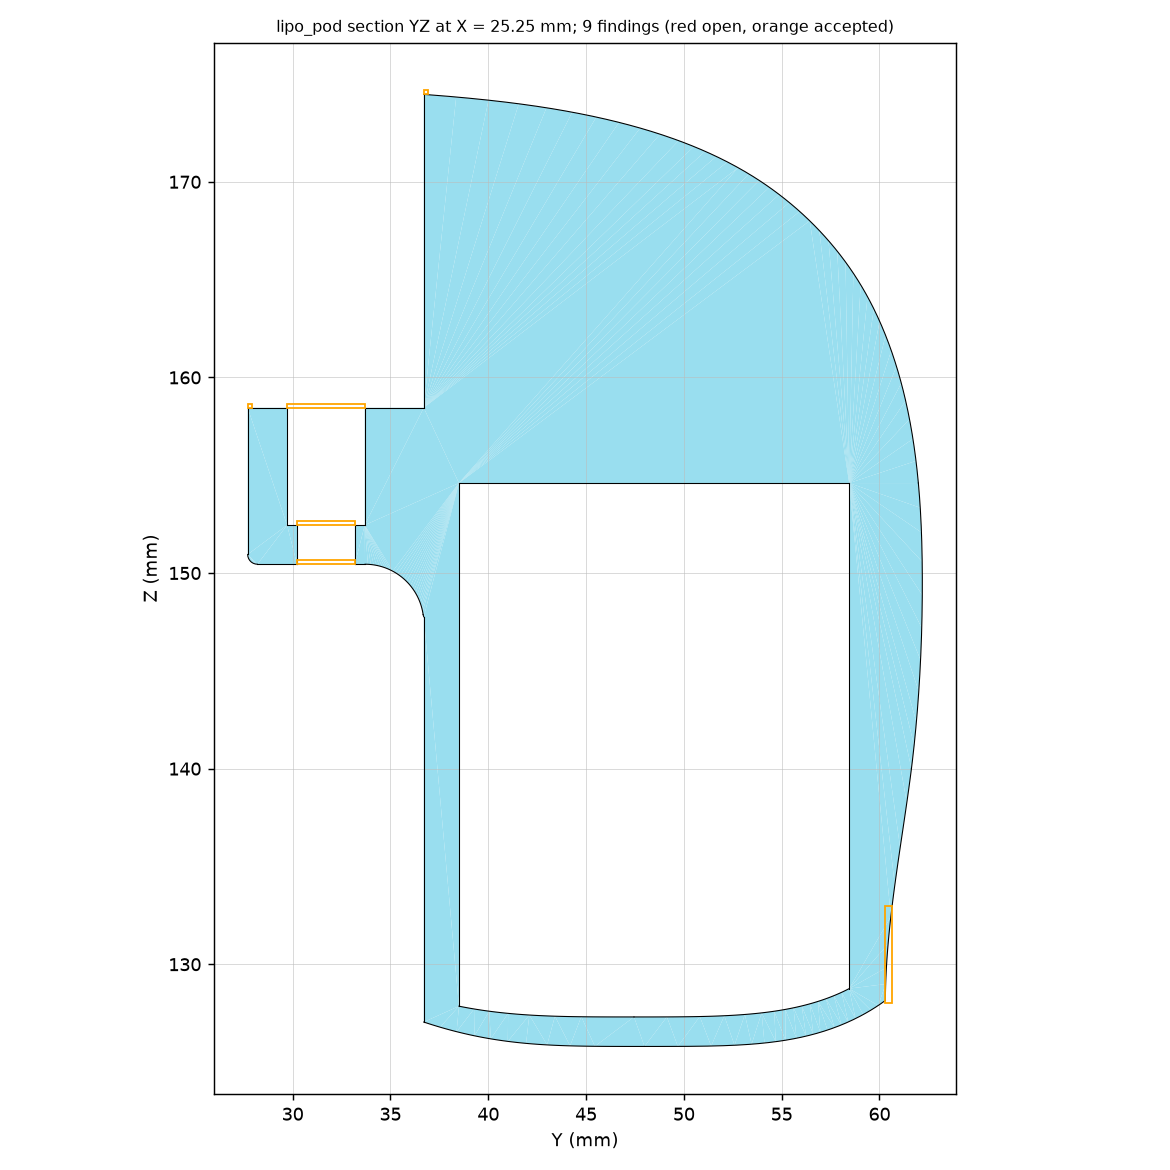 lipo_pod section YZ at X = 25.25 mm; 9 findings (red open, orange accepted)
170
160
150
140
130
Z (mm)
30 35 40 45 50 55 60
Y (mm)